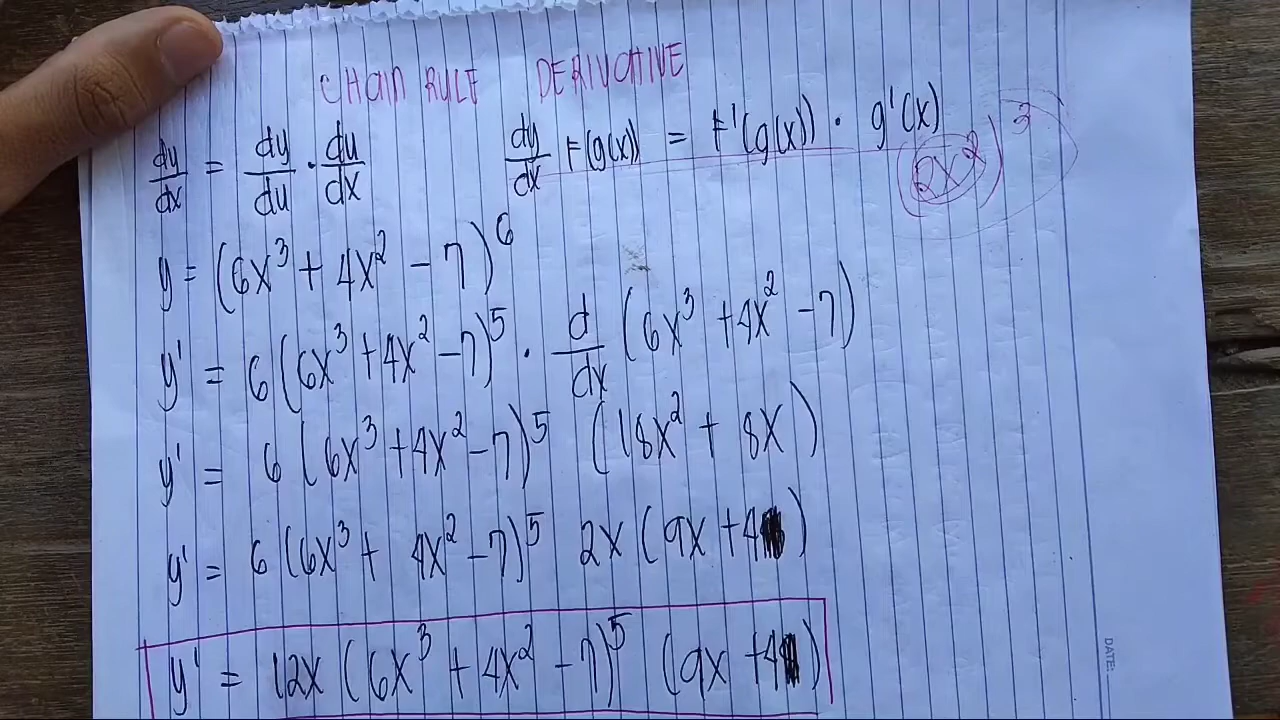 CHAIN RULE DERIVATIVE
dy/dx = dy/du · du/dx
dy/dx F(g(x)) = F'(g(x)) · g'(x)
(2x²)³
y = (6x³ + 4x² - 7)⁶
y' = 6(6x³ + 4x² - 7)⁵ · d/dx (6x³ + 4x² - 7)
y' = 6 (6x³ + 4x² - 7)⁵ (18x² + 8x)
y' = 6 (6x³ + 4x² - 7)⁵ 2x (9x + 4)
y' = 12x (6x³ + 4x² - 7)⁵ (9x + 4)
DATE: